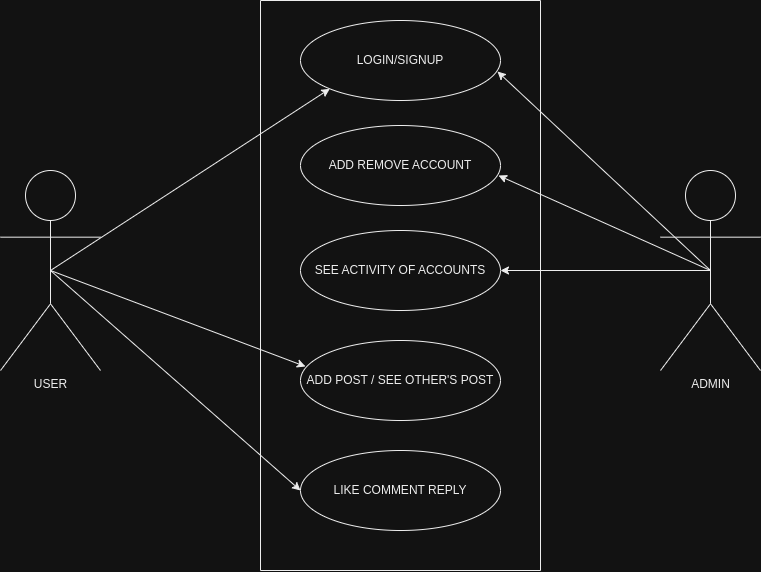 LOGIN/SIGNUP
ADD REMOVE ACCOUNT
SEE ACTIVITY OF ACCOUNTS
ADD POST / SEE OTHER'S POST
USER
ADMIN
LIKE COMMENT REPLY